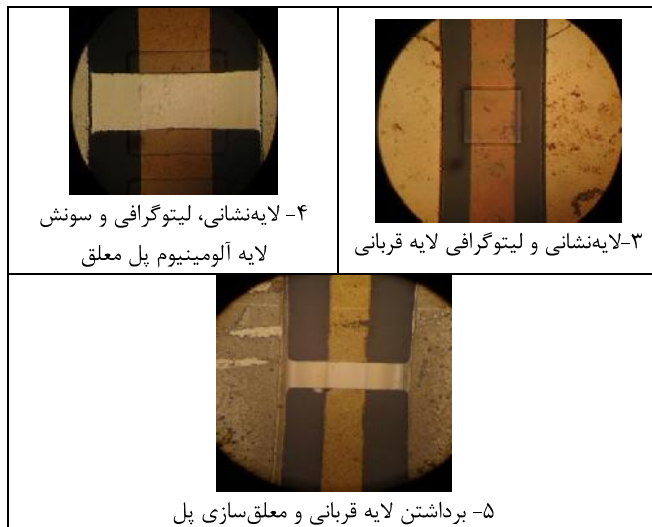 ۳-لایه‌نشانی و لیتوگرافی لایه قربانی
۴- لایه‌نشانی، لیتوگرافی و سونش
لایه آلومینیوم پل معلق
۵- برداشتن لایه قربانی و معلق‌سازی پل